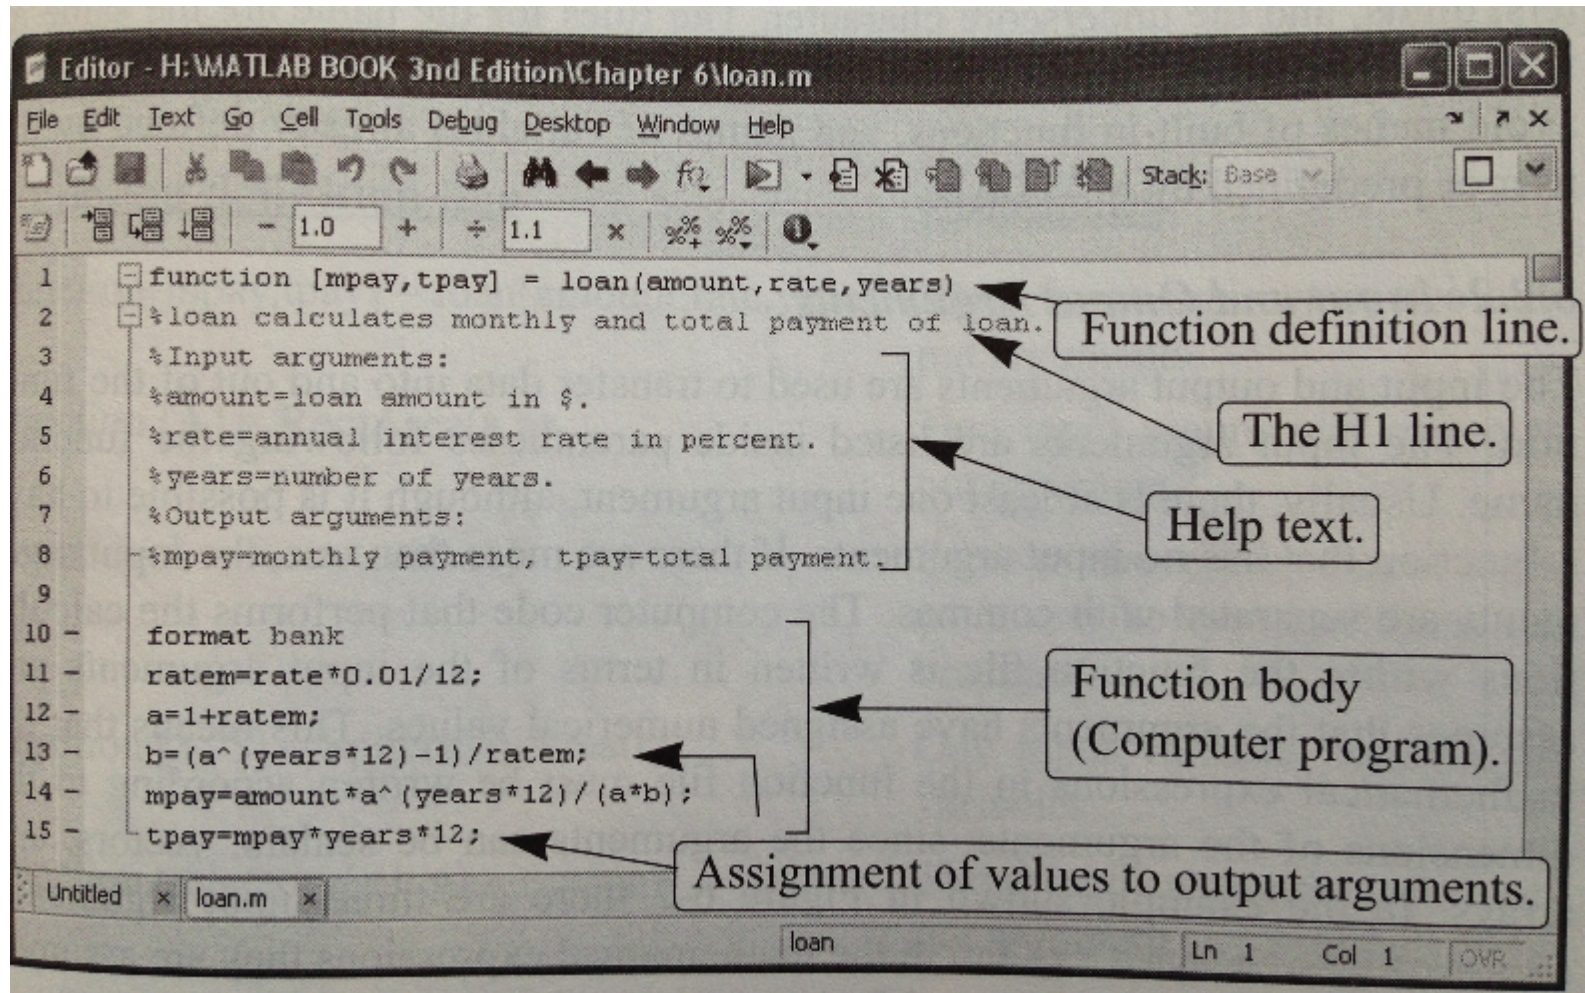 Editor - H:\MATLAB BOOK 3nd Edition\Chapter 6\loan.m
File Edit Text Go Cell Tools Debug Desktop Window Help
Stack: Base
- 1.0 + ÷ 1.1 ×
1 function [mpay,tpay] = loan(amount,rate,years)
Function definition line.
2 %loan calculates monthly and total payment of loan.
The H1 line.
3 %Input arguments:
4 %amount=loan amount in $.
5 %rate=annual interest rate in percent.
6 %years=number of years.
7 %Output arguments:
8 %mpay=monthly payment, tpay=total payment.
Help text.
9
10 - format bank
11 - ratem=rate*0.01/12;
12 - a=1+ratem;
13 - b=(a^(years*12)-1)/ratem;
14 - mpay=amount*a^(years*12)/(a*b);
15 - tpay=mpay*years*12;
Function body
(Computer program).
Assignment of values to output arguments.
Untitled × loan.m ×
loan Ln 1 Col 1 OVR